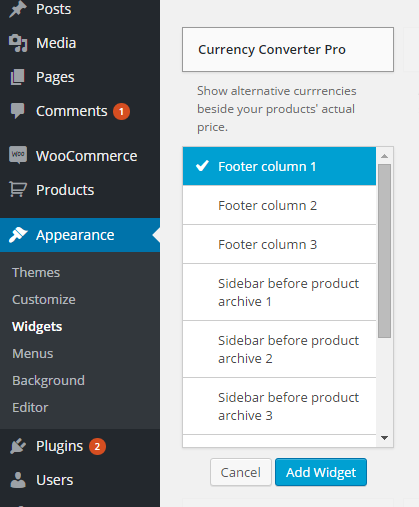 Posts
Media
Pages
Comments 1
Woo WooCommerce
Products
Appearance
Themes
Customize
Widgets
Menus
Background
Editor
Plugins 2
Users
Currency Converter Pro
Show alternative currrencies
beside your products' actual
price.
Footer column 1
Footer column 2
Footer column 3
Sidebar before product
archive 1
Sidebar before product
archive 2
Sidebar before product
archive 3
Cancel
Add Widget